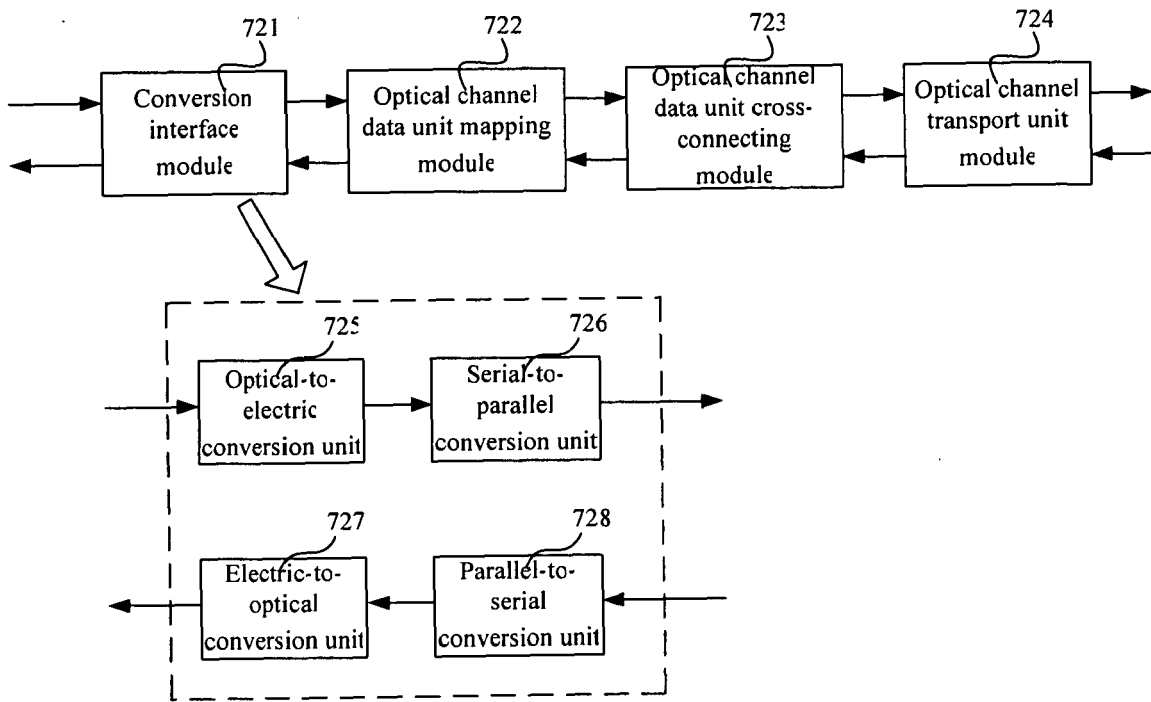 721
722
723
724
Conversion
interface
module
Optical channel
data unit mapping
module
Optical channel
data unit cross-
connecting
module
Optical channel
transport unit
module
725
726
Optical-to-
electric
conversion unit
Serial-to-
parallel
conversion unit
727
728
Electric-to-
optical
conversion unit
Parallel-to-
serial
conversion unit